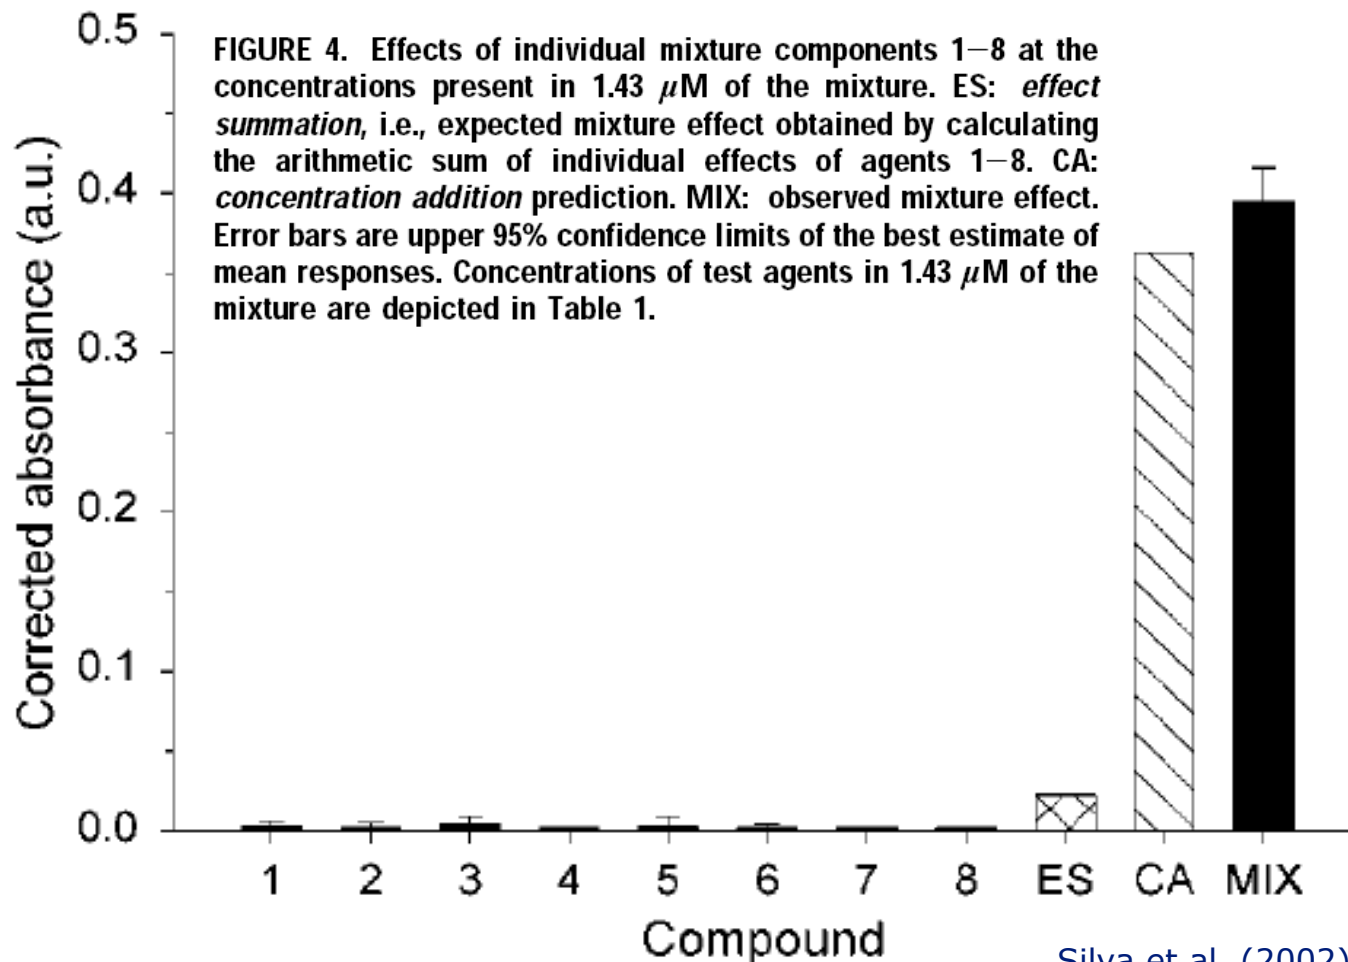 0.5
FIGURE 4. Effects of individual mixture components 1–8 at the
concentrations present in 1.43 μM of the mixture. ES: effect
summation, i.e., expected mixture effect obtained by calculating
the arithmetic sum of individual effects of agents 1–8. CA:
concentration addition prediction. MIX: observed mixture effect.
Error bars are upper 95% confidence limits of the best estimate of
mean responses. Concentrations of test agents in 1.43 μM of the
mixture are depicted in Table 1.
0.4
0.3
0.2
0.1
0.0
Corrected absorbance (a.u.)
1 2 3 4 5 6 7 8 ES CA MIX
Compound
Silva et al. (2002)